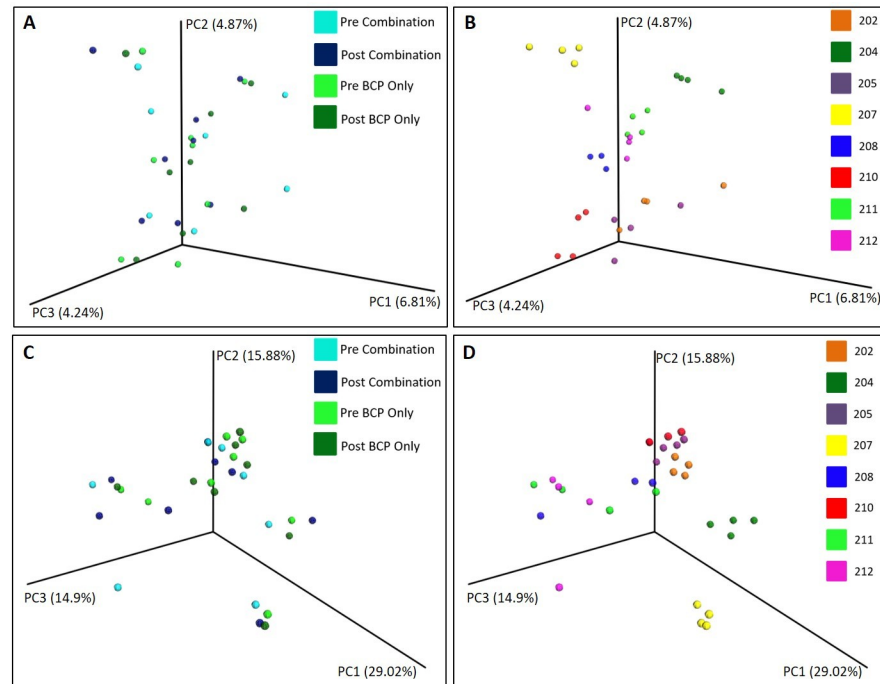 A
PC2 (4.87%)
Pre Combination
Post Combination
Pre BCP Only
Post BCP Only
PC3 (4.24%)
PC1 (6.81%)
B
PC2 (4.87%)
202
204
205
207
208
210
211
212
PC3 (4.24%)
PC1 (6.81%)
C
PC2 (15.88%)
Pre Combination
Post Combination
Pre BCP Only
Post BCP Only
PC3 (14.9%)
PC1 (29.02%)
D
PC2 (15.88%)
202
204
205
207
208
210
211
212
PC3 (14.9%)
PC1 (29.02%)